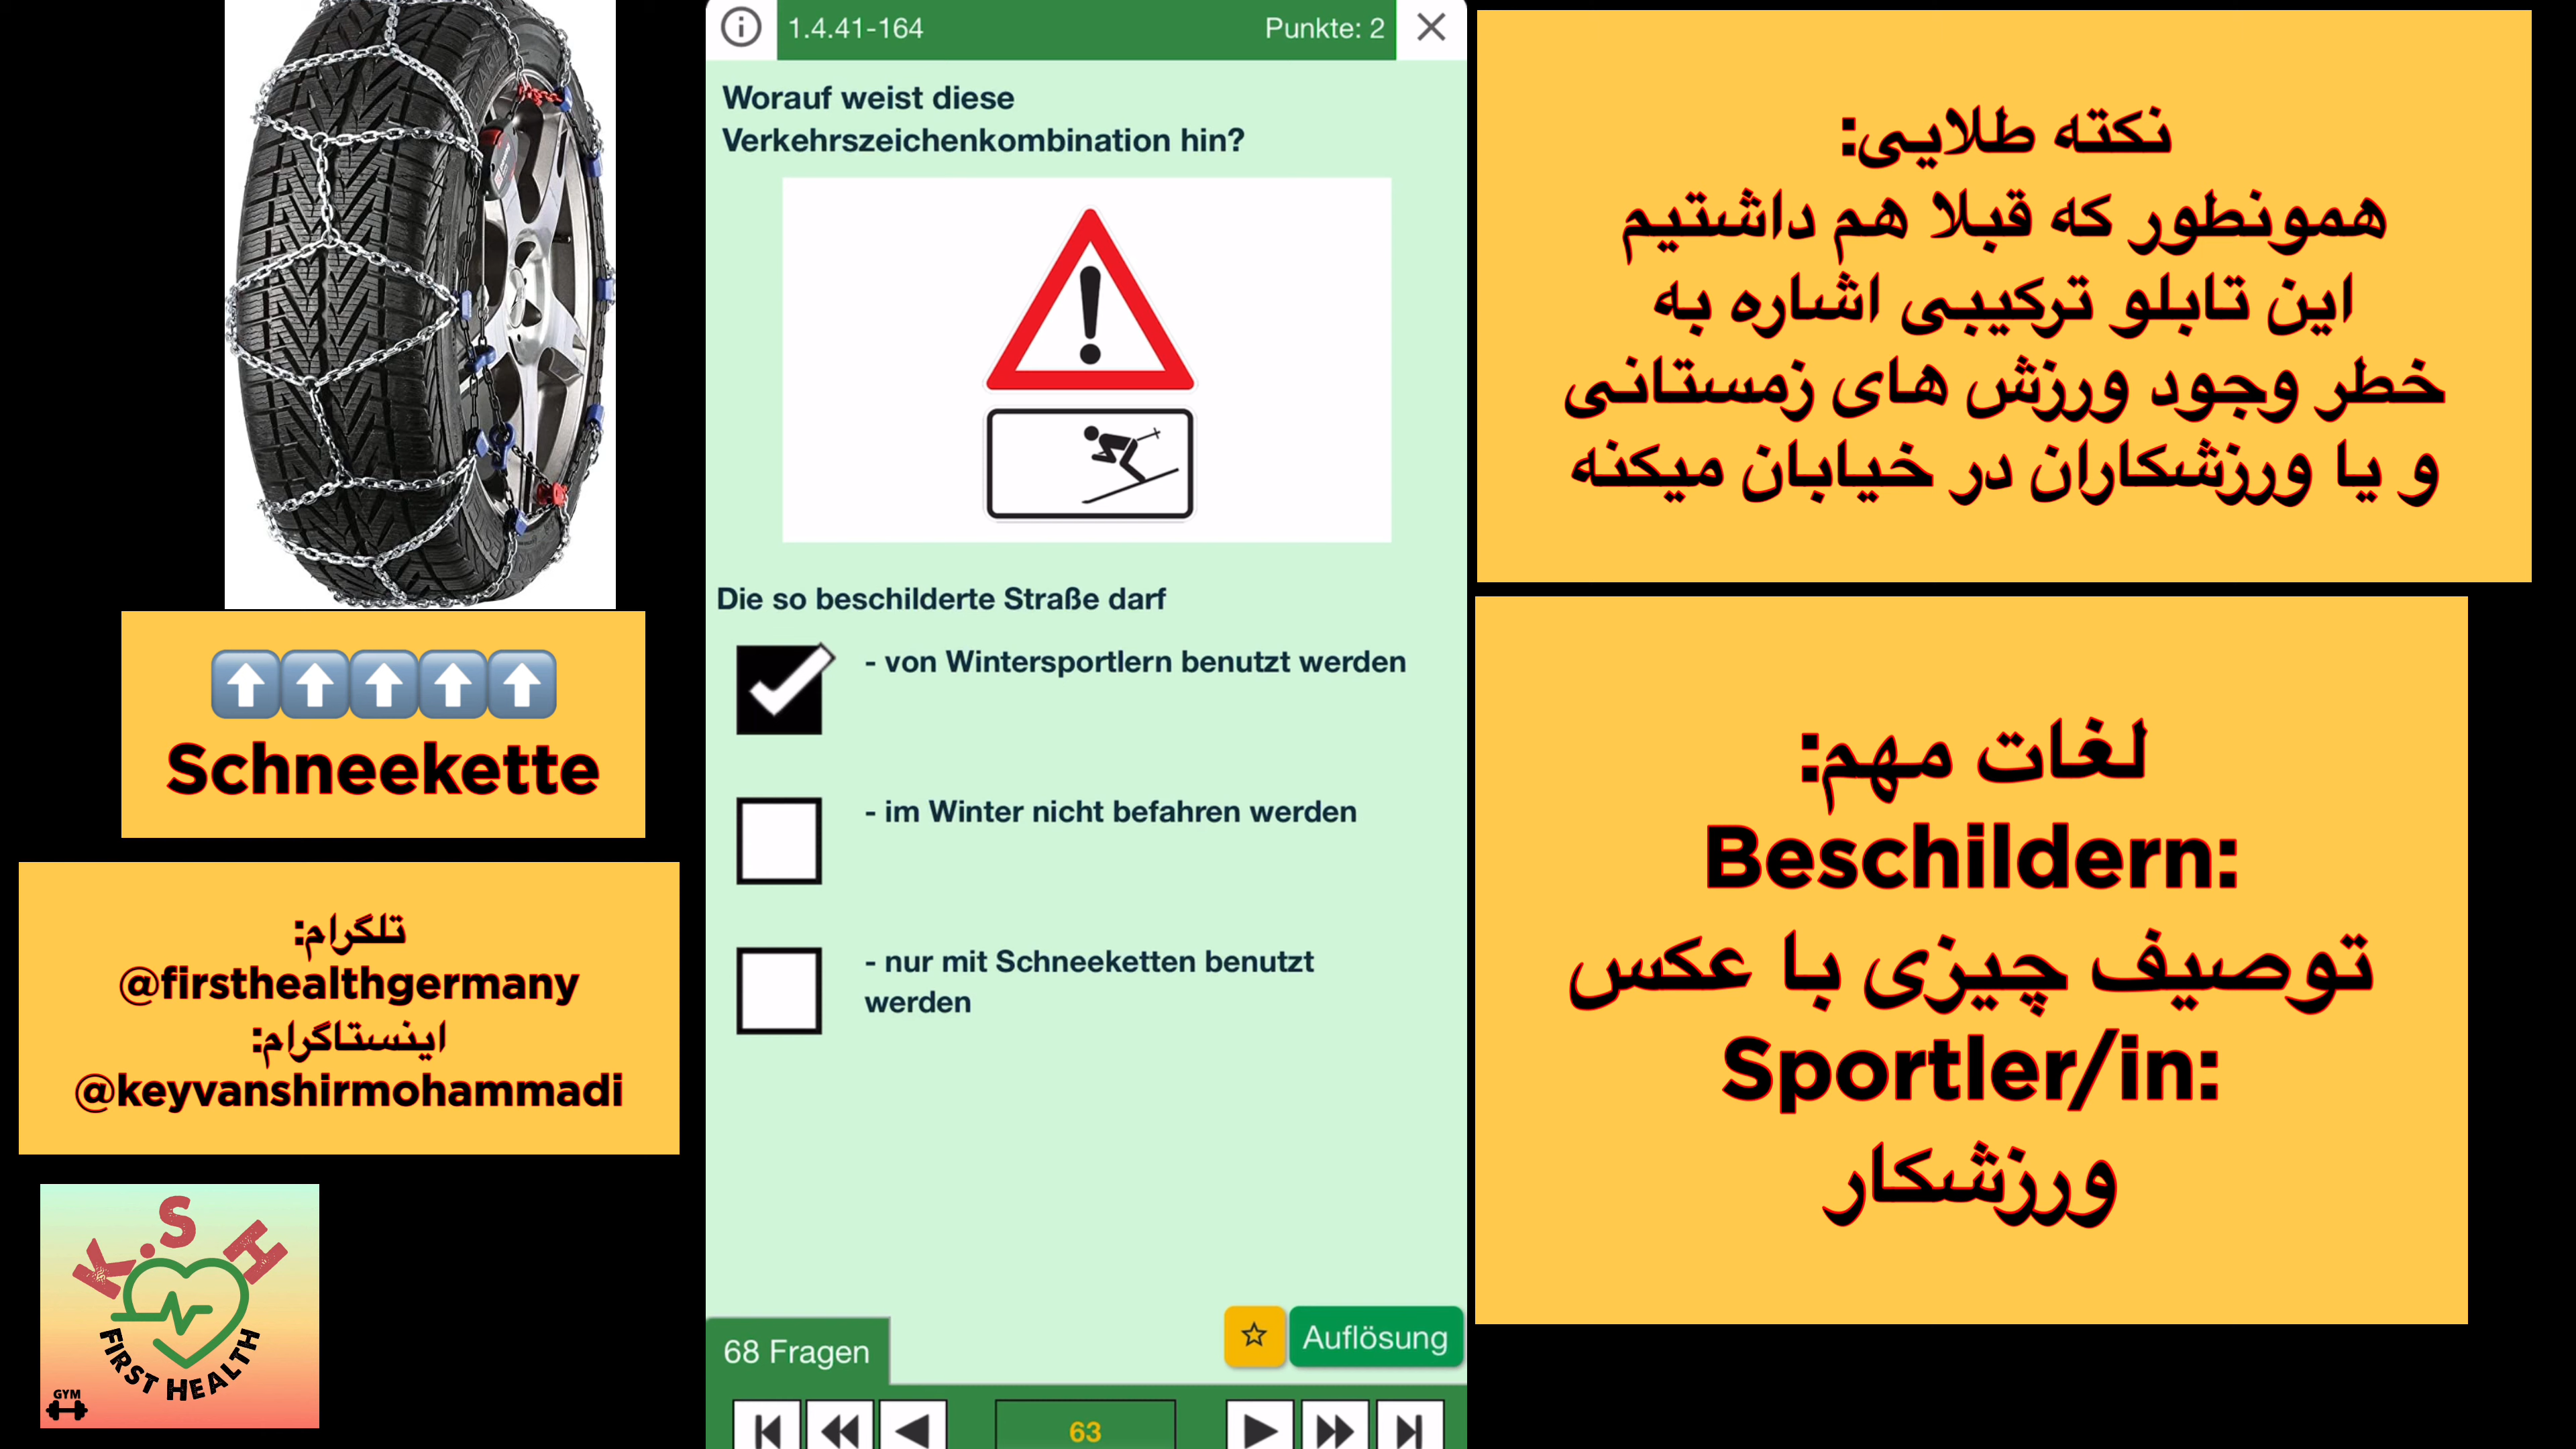 1.4.41-164
Punkte: 2
Worauf weist diese
Verkehrszeichenkombination hin?
Die so beschilderte Straße darf
- von Wintersportlern benutzt werden
- im Winter nicht befahren werden
- nur mit Schneeketten benutzt
werden
68 Fragen
Auflösung
63
Schneekette
تلگرام:
@firsthealthgermany
اینستاگرام:
@keyvanshirmohammadi
K.SH
FIRST HEALTH
GYM
نکته طلایی:
همونطور که قبلا هم داشتیم
این تابلو ترکیبی اشاره به
خطر وجود ورزش های زمستانی
و یا ورزشکاران در خیابان میکنه
لغات مهم:
Beschildern:
توصیف چیزی با عکس
Sportler/in:
ورزشکار